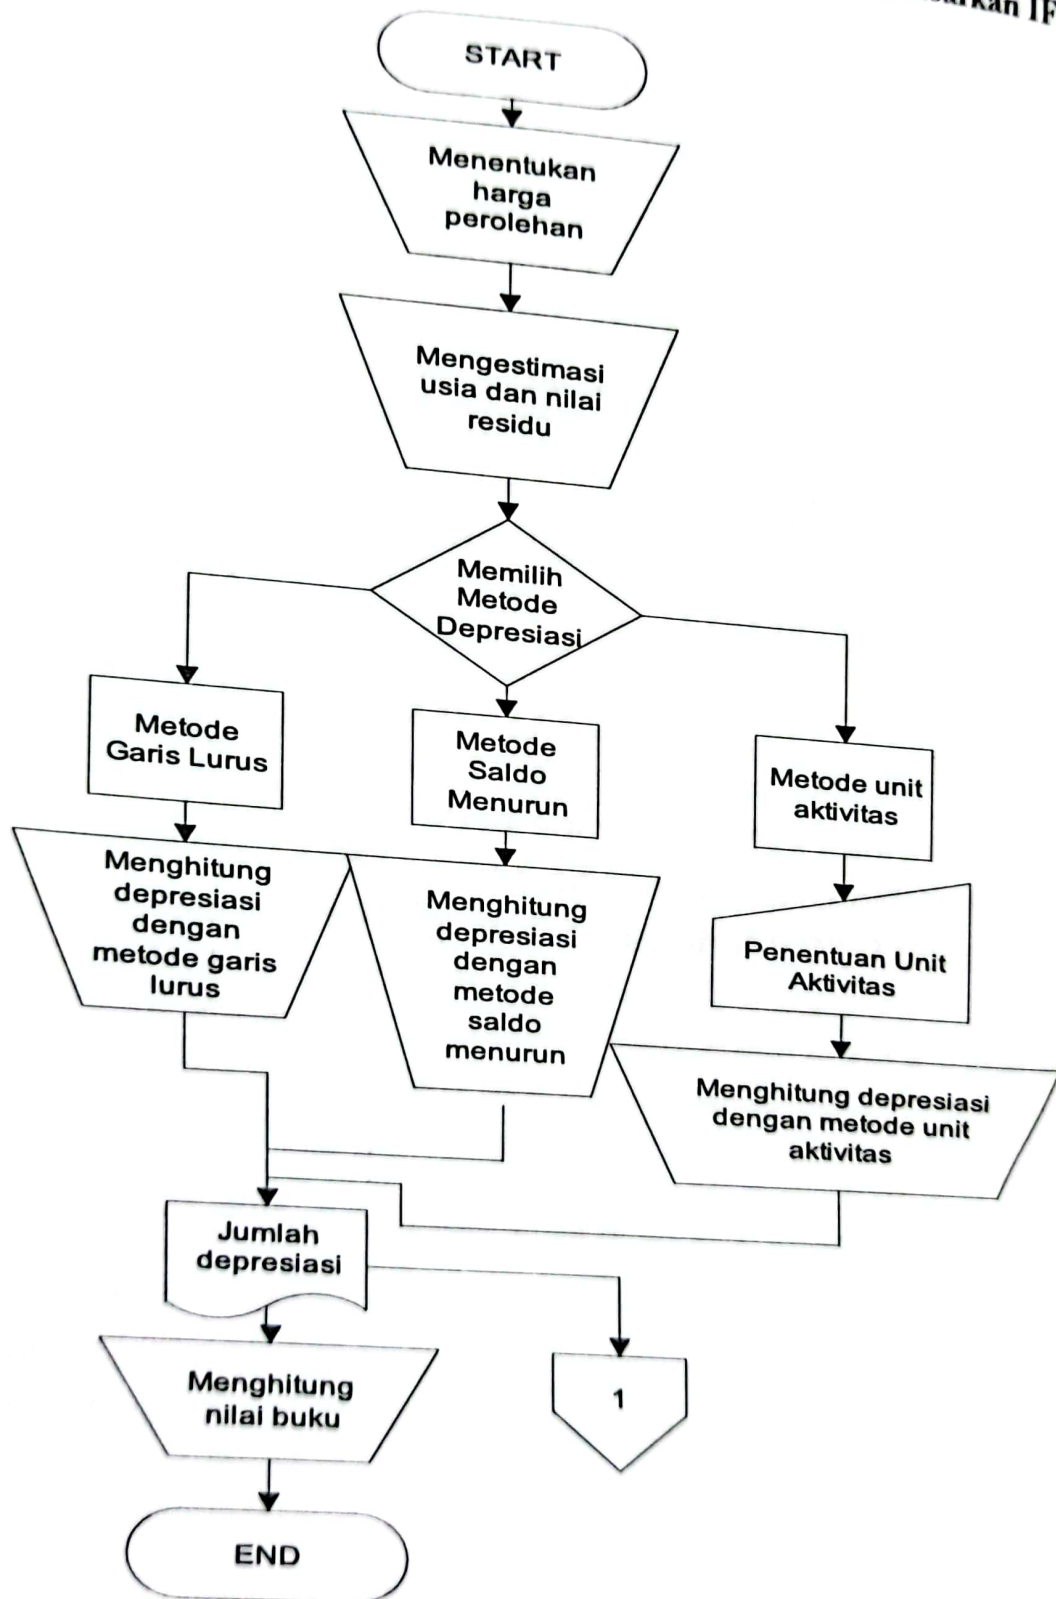 START
Menentukan
harga
perolehan
Mengestimasi
usia dan nilai
residu
Memilih
Metode
Depresiasi
Metode
Garis Lurus
Metode
Saldo
Menurun
Metode unit
aktivitas
Menghitung
depresiasi
dengan
metode garis
lurus
Menghitung
depresiasi
dengan
metode
saldo
menurun
Penentuan Unit
Aktivitas
Menghitung depresiasi
dengan metode unit
aktivitas
Jumlah
depresiasi
Menghitung
nilai buku
1
END